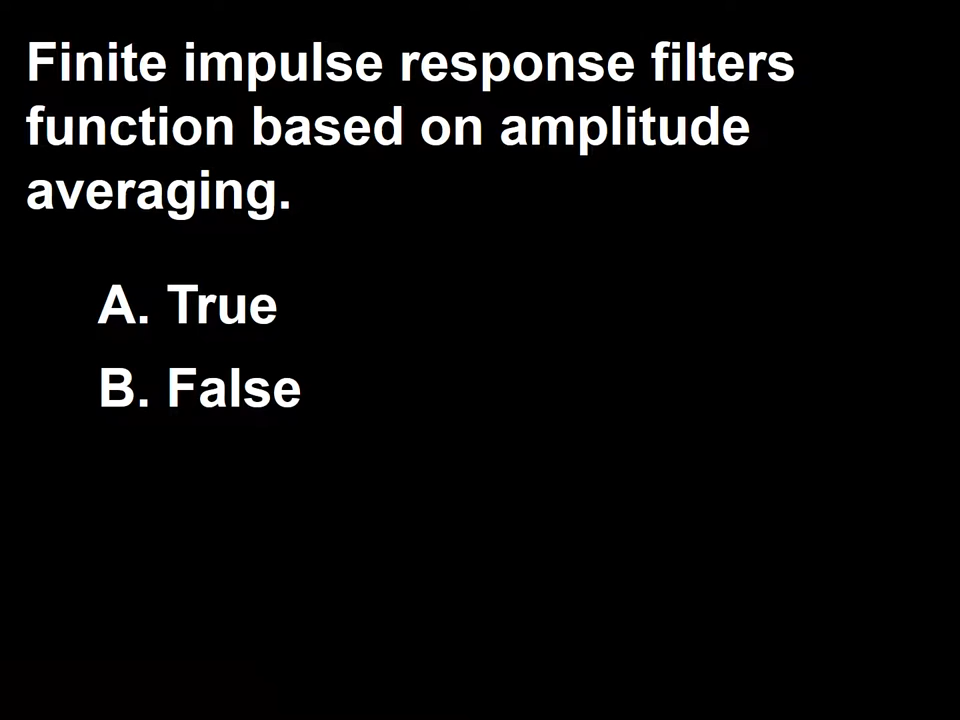 Finite impulse response filters
function based on amplitude
averaging.
A. True
B. False